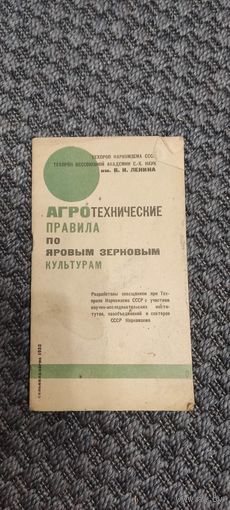 ТЕХПРОП НАРКОМЗЕМА СССР
ТЕХПРОП ВСЕСОЮЗНОЙ АКАДЕМИИ С.-Х. НАУК
им. В. И. ЛЕНИНА
АГРОТЕХНИЧЕСКИЕ
ПРАВИЛА
ПО
ЯРОВЫМ ЗЕРНОВЫМ
КУЛЬТУРАМ
Разработаны совещанием при Тех-
пропе Наркомзема СССР с участием
научно-исследовательских инсти-
тутов, и секторов
СССР Наркомзема
1932